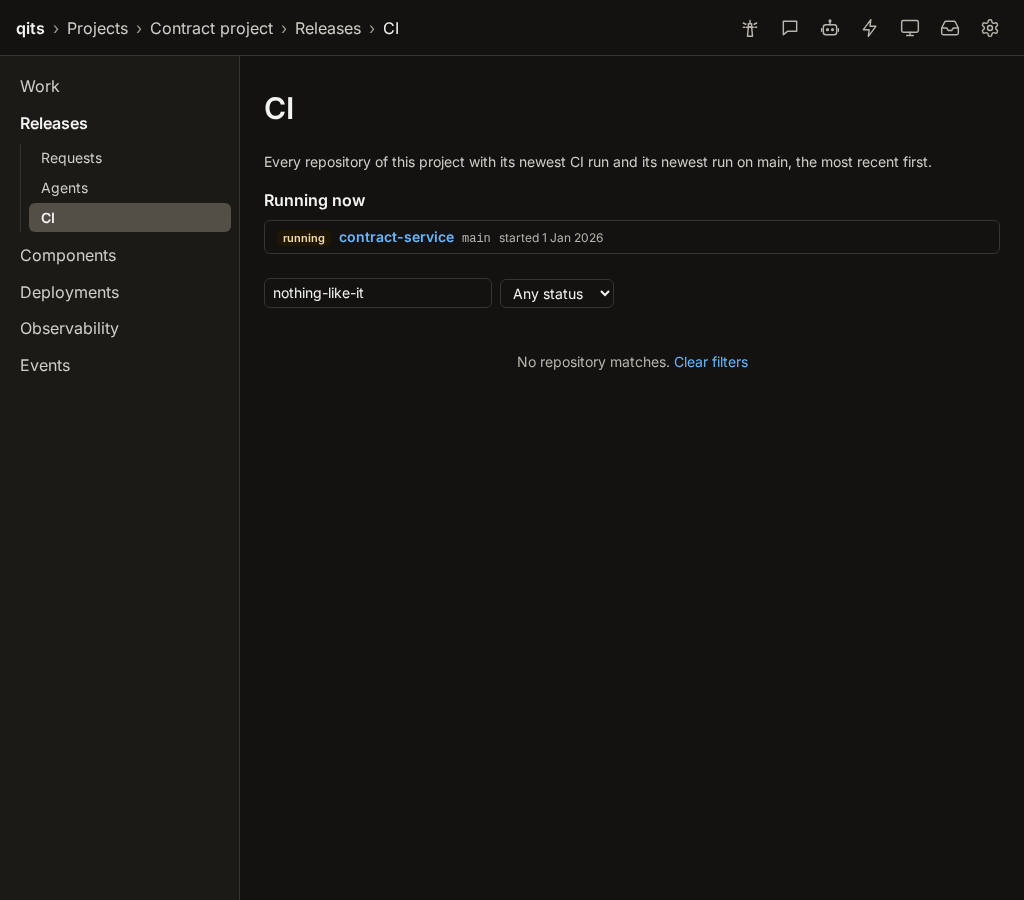 qits › Projects › Contract project › Releases › CI
Work
Releases
Requests
Agents
CI
Components
Deployments
Observability
Events
CI
Every repository of this project with its newest CI run and its newest run on main, the most recent first.
Running now
running contract-service main started 1 Jan 2026
nothing-like-it Any status
No repository matches. Clear filters